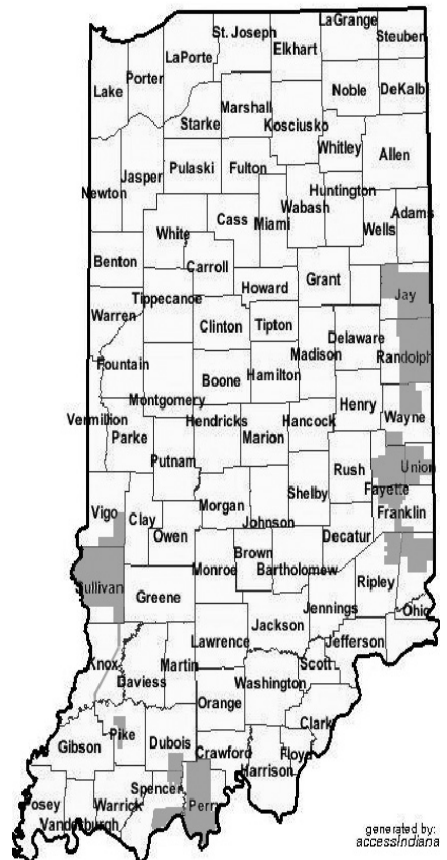 LaGrange
Steuben
St. Joseph
Elkhart
LaPorte
Porter
Lake
Noble
DeKalb
Marshall
Kosciusko
Starke
Whitley
Allen
Jasper
Pulaski
Fulton
Newton
Huntington
Wabash
Miami
Cass
Adams
Wells
White
Benton
Carroll
Grant
Howard
Jay
Tippecanoe
Warren
Clinton
Tipton
Delaware
Madison
Randolph
Fountain
Boone
Hamilton
Montgomery
Henry
Wayne
Vermillion
Hendricks
Hancock
Parke
Marion
Putnam
Rush
Union
Fayette
Shelby
Morgan
Vigo
Clay
Franklin
Johnson
Owen
Decatur
Brown
Monroe
Bartholomew
Ripley
Sullivan
Greene
Jennings
Ohio
Jackson
Lawrence
Jefferson
Knox
Martin
Scott
Daviess
Washington
Orange
Clark
Pike
Dubois
Gibson
Crawford
Floyd
Harrison
Spencer
Posey
Warrick
Perry
Vanderburgh
generated by:
accessIndiana